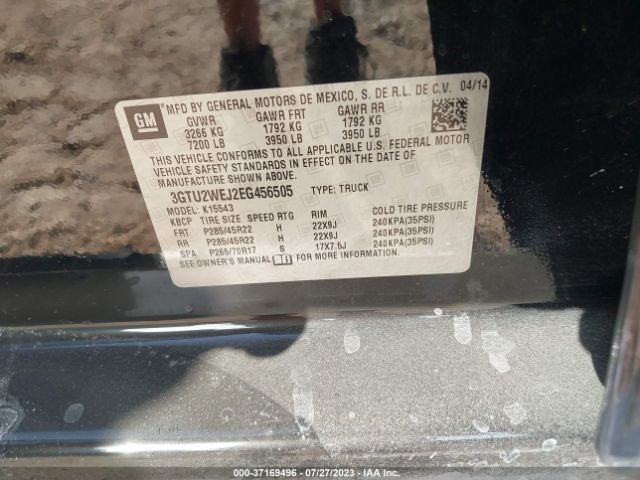 GM
MFD BY GENERAL MOTORS DE MEXICO, S. DE R.L. DE C.V. 04/14
GVWR GAWR FRT GAWR RR
3266 KG 1792 KG 1792 KG
7200 LB 3950 LB 3950 LB
THIS VEHICLE CONFORMS TO ALL APPLICABLE U.S. FEDERAL MOTOR
VEHICLE SAFETY STANDARDS IN EFFECT ON THE DATE OF
MANUFACTURE SHOWN ABOVE.
3GTU2WEJ2EG456505 TYPE: TRUCK
MODEL: K15543
KBCP TIRE SIZE SPEED RTG RIM COLD TIRE PRESSURE
FRT P285/45R22 H 22X9J 240KPA(35PSI)
RR P285/45R22 H 22X9J 240KPA(35PSI)
SPA P265/70R17 S 17X7.5J 240KPA(35PSI)
SEE OWNER'S MANUAL FOR MORE INFORMATION.
000-37169496 - 07/27/2023 - IAA Inc.